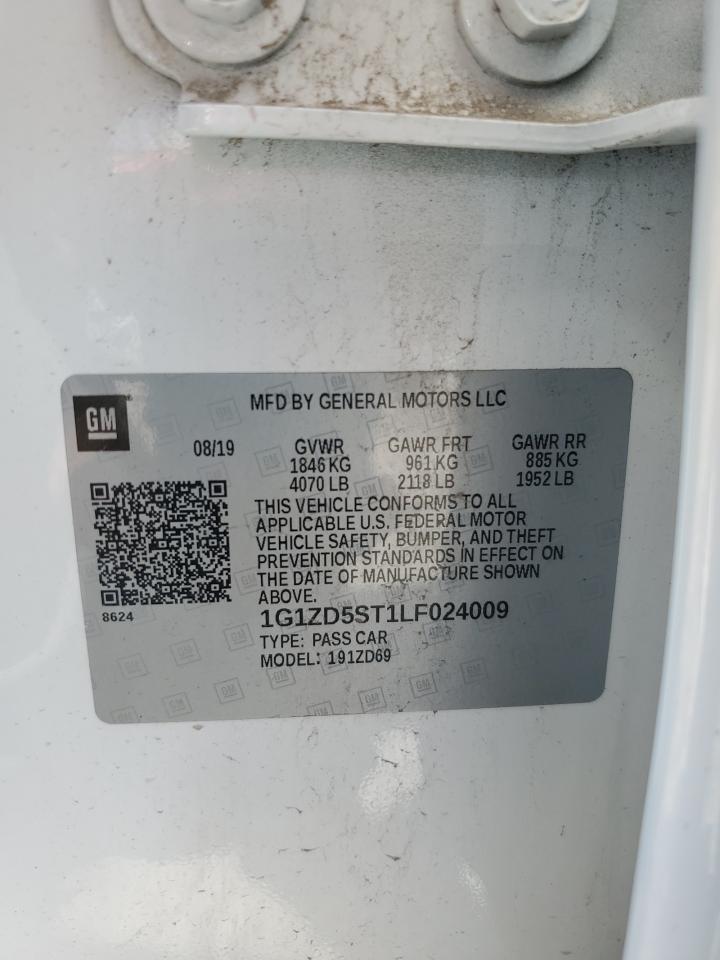 GM
MFD BY GENERAL MOTORS LLC
08/19 GVWR GAWR FRT GAWR RR
1846 KG 961 KG 885 KG
4070 LB 2118 LB 1952 LB
THIS VEHICLE CONFORMS TO ALL
APPLICABLE U.S. FEDERAL MOTOR
VEHICLE SAFETY, BUMPER, AND THEFT
PREVENTION STANDARDS IN EFFECT ON
THE DATE OF MANUFACTURE SHOWN
ABOVE.
8624
1G1ZD5ST1LF024009
TYPE: PASS CAR
MODEL: 191ZD69